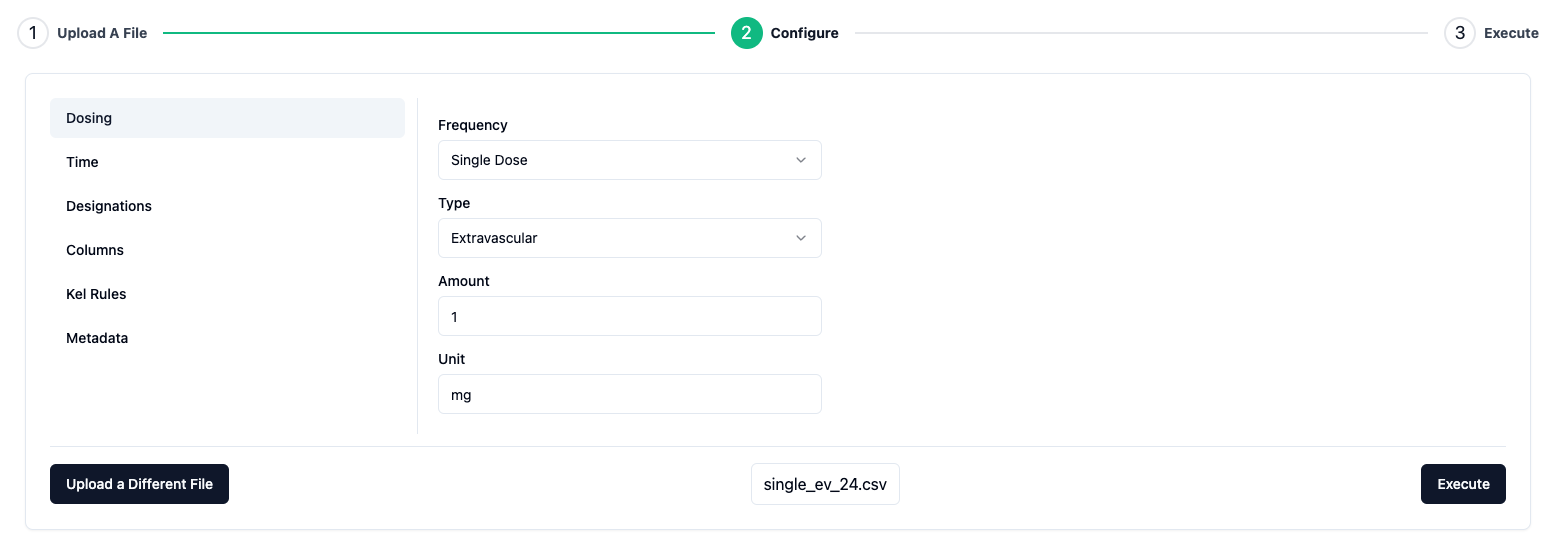 1 Upload A File
2 Configure
3 Execute
Dosing
Time
Designations
Columns
Kel Rules
Metadata
Frequency
Single Dose
Type
Extravascular
Amount
1
Unit
mg
Upload a Different File
single_ev_24.csv
Execute